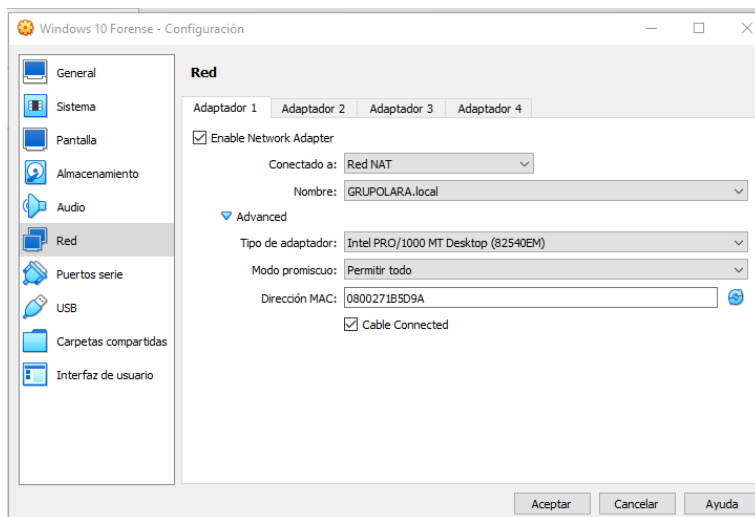 Windows 10 Forense - Configuración
General
Sistema
Pantalla
Almacenamiento
Audio
Red
Puertos serie
USB
Carpetas compartidas
Interfaz de usuario
Red
Adaptador 1 Adaptador 2 Adaptador 3 Adaptador 4
Enable Network Adapter
Conectado a: Red NAT
Nombre: GRUPOLARA.local
Advanced
Tipo de adaptador: Intel PRO/1000 MT Desktop (82540EM)
Modo promiscuo: Permitir todo
Dirección MAC: 0800271B5D9A
Cable Connected
Aceptar Cancelar Ayuda